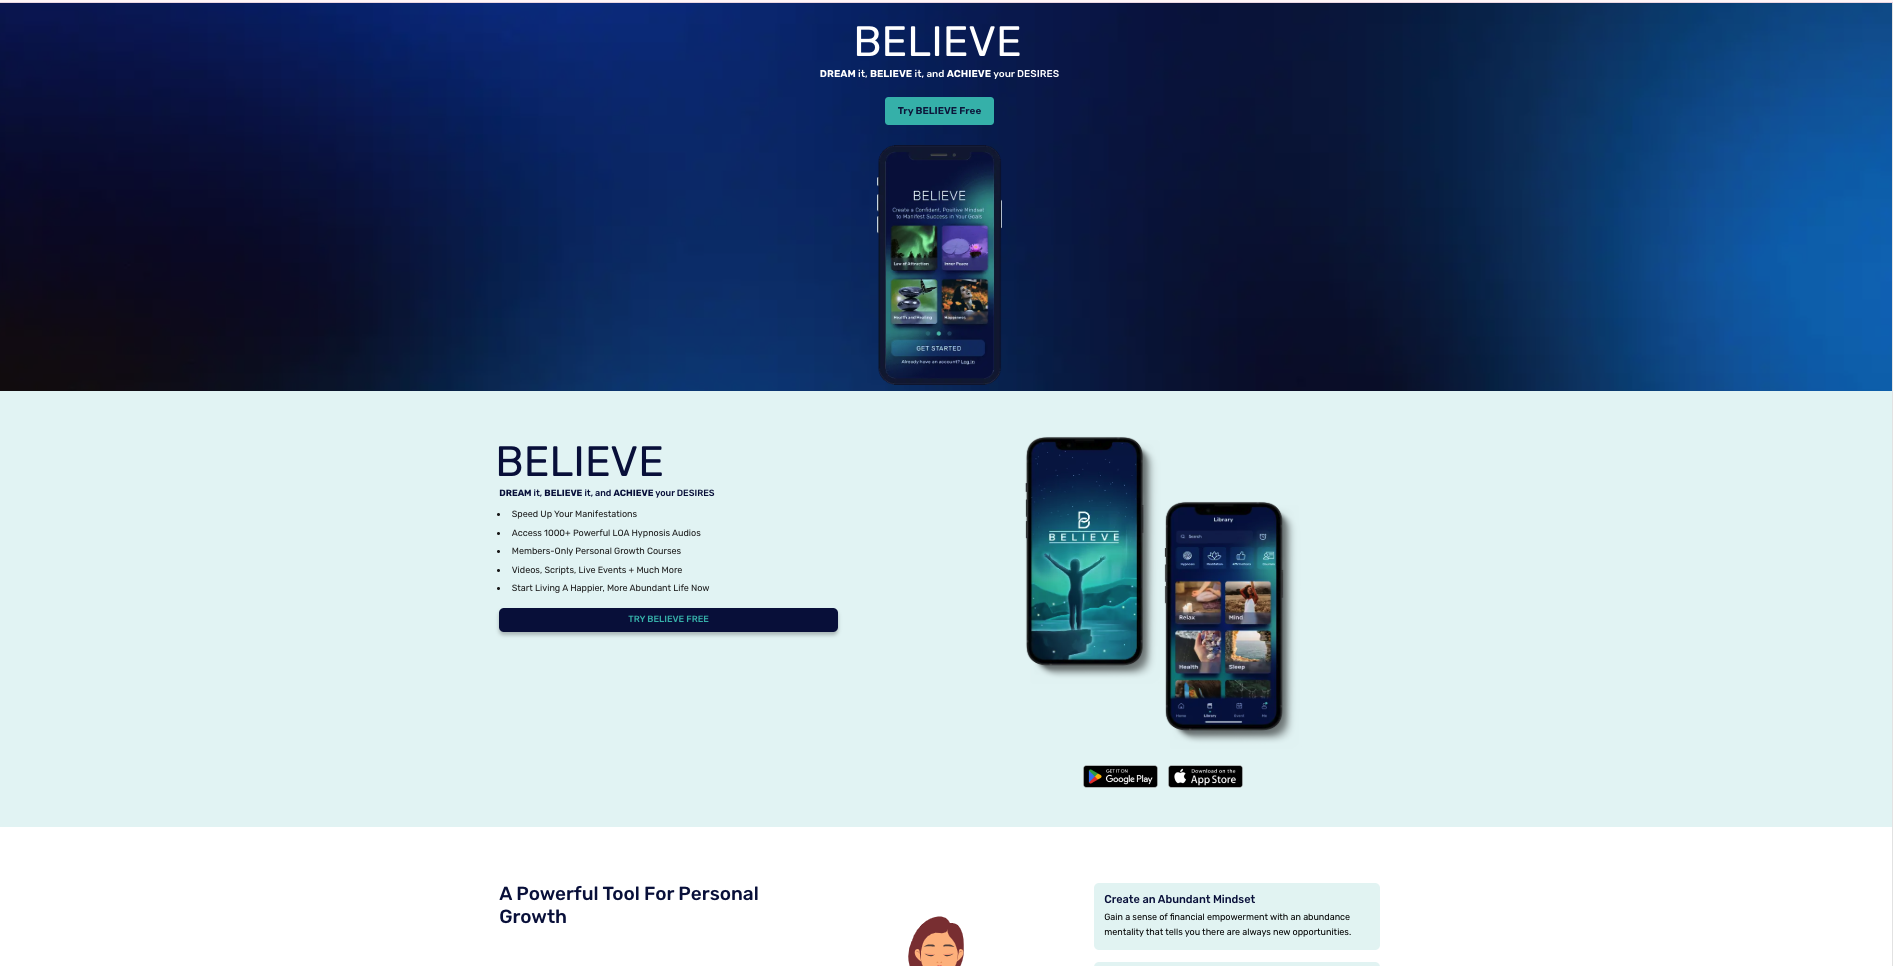 BELIEVE
DREAM it, BELIEVE it, and ACHIEVE your DESIRES
Try BELIEVE Free
BELIEVE
Create a Confident, Positive Mindset
to Manifest Success in Your Goals
Law of Attraction
Inner Peace
Health and Healing
Happiness
GET STARTED
Already have an account? Log in
BELIEVE
DREAM it, BELIEVE it, and ACHIEVE your DESIRES
• Speed Up Your Manifestations
• Access 1000+ Powerful LOA Hypnosis Audios
• Members-Only Personal Growth Courses
• Videos, Scripts, Live Events + Much More
• Start Living A Happier, More Abundant Life Now
TRY BELIEVE FREE
B
BELIEVE
Library
Search
Hypnosis
Meditation
Relax
Mind
Health
Sleep
Home
Library
Me
GET IT ON
Google Play
Download on the
App Store
A Powerful Tool For Personal
Growth
Create an Abundant Mindset
Gain a sense of financial empowerment with an abundance
mentality that tells you there are always new opportunities.